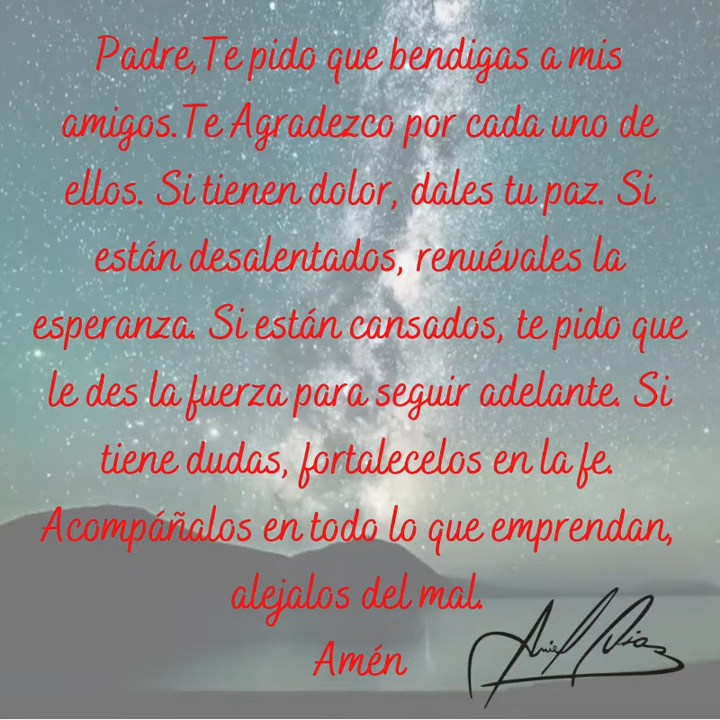 Padre,Te pido que bendigas a mis
amigos.Te Agradezco por cada uno de
ellos. Si tienen dolor, dales tu paz. Si
están desalentados, renuévales la
esperanza. Si están cansados, te pido que
le des la fuerza para seguir adelante. Si
tiene dudas, fortalecelos en la fe.
Acompáñalos en todo lo que emprendan,
alejalos del mal.
Amén